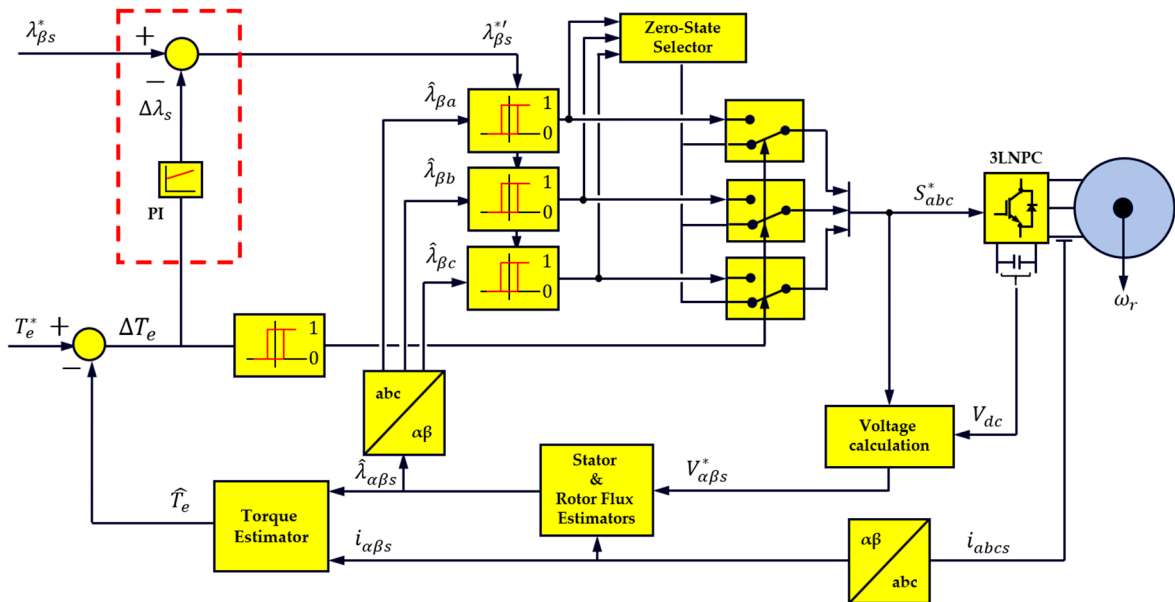 λ*βs
+
−
Δλs
PI
λ*′βs
Zero-State
Selector
λ̂βa
1
0
λ̂βb
1
0
λ̂βc
1
0
3LNPC
S*abc
ωr
T*e
+
−
ΔTe
1
0
abc
αβ
λ̂αβs
Voltage
calculation
Vdc
V*αβs
Stator
&
Rotor Flux
Estimators
T̂e
Torque
Estimator
iαβs
αβ
abc
iabcs